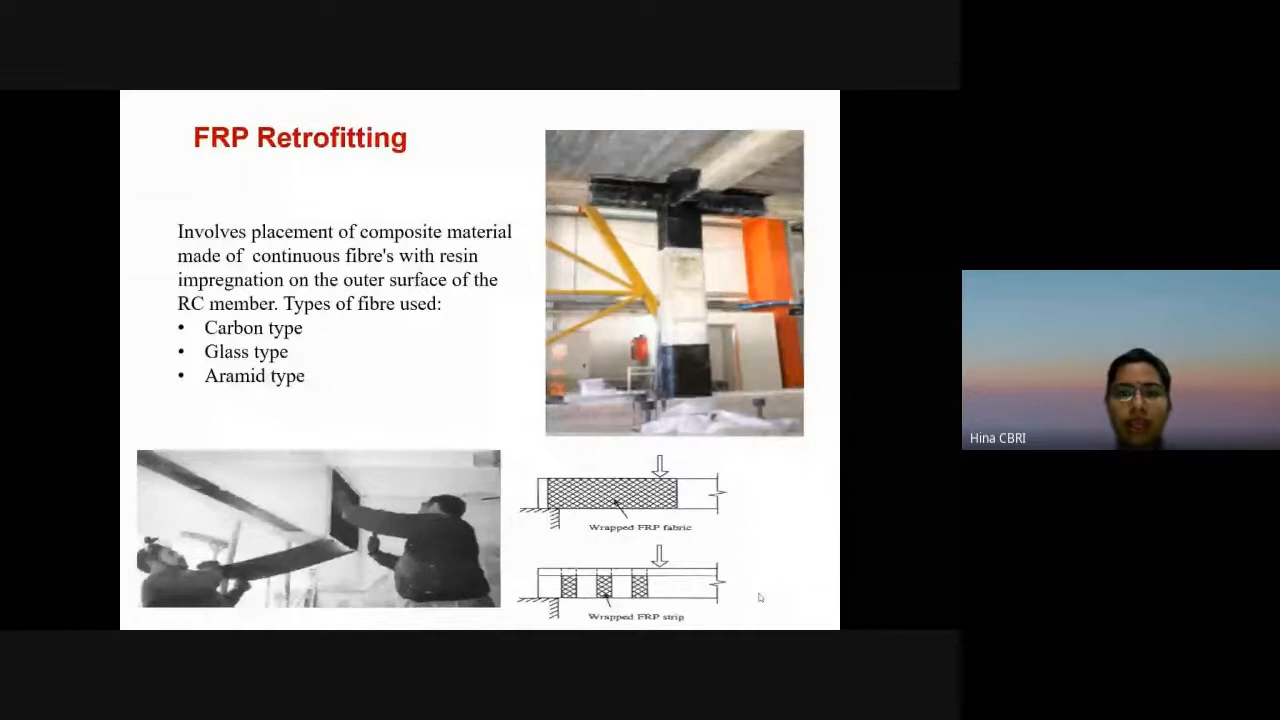 FRP Retrofitting
Involves placement of composite material
made of continuous fibre's with resin
impregnation on the outer surface of the
RC member. Types of fibre used:
• Carbon type
• Glass type
• Aramid type
Wrapped FRP fabric
Wrapped FRP strip
Hina CBRI